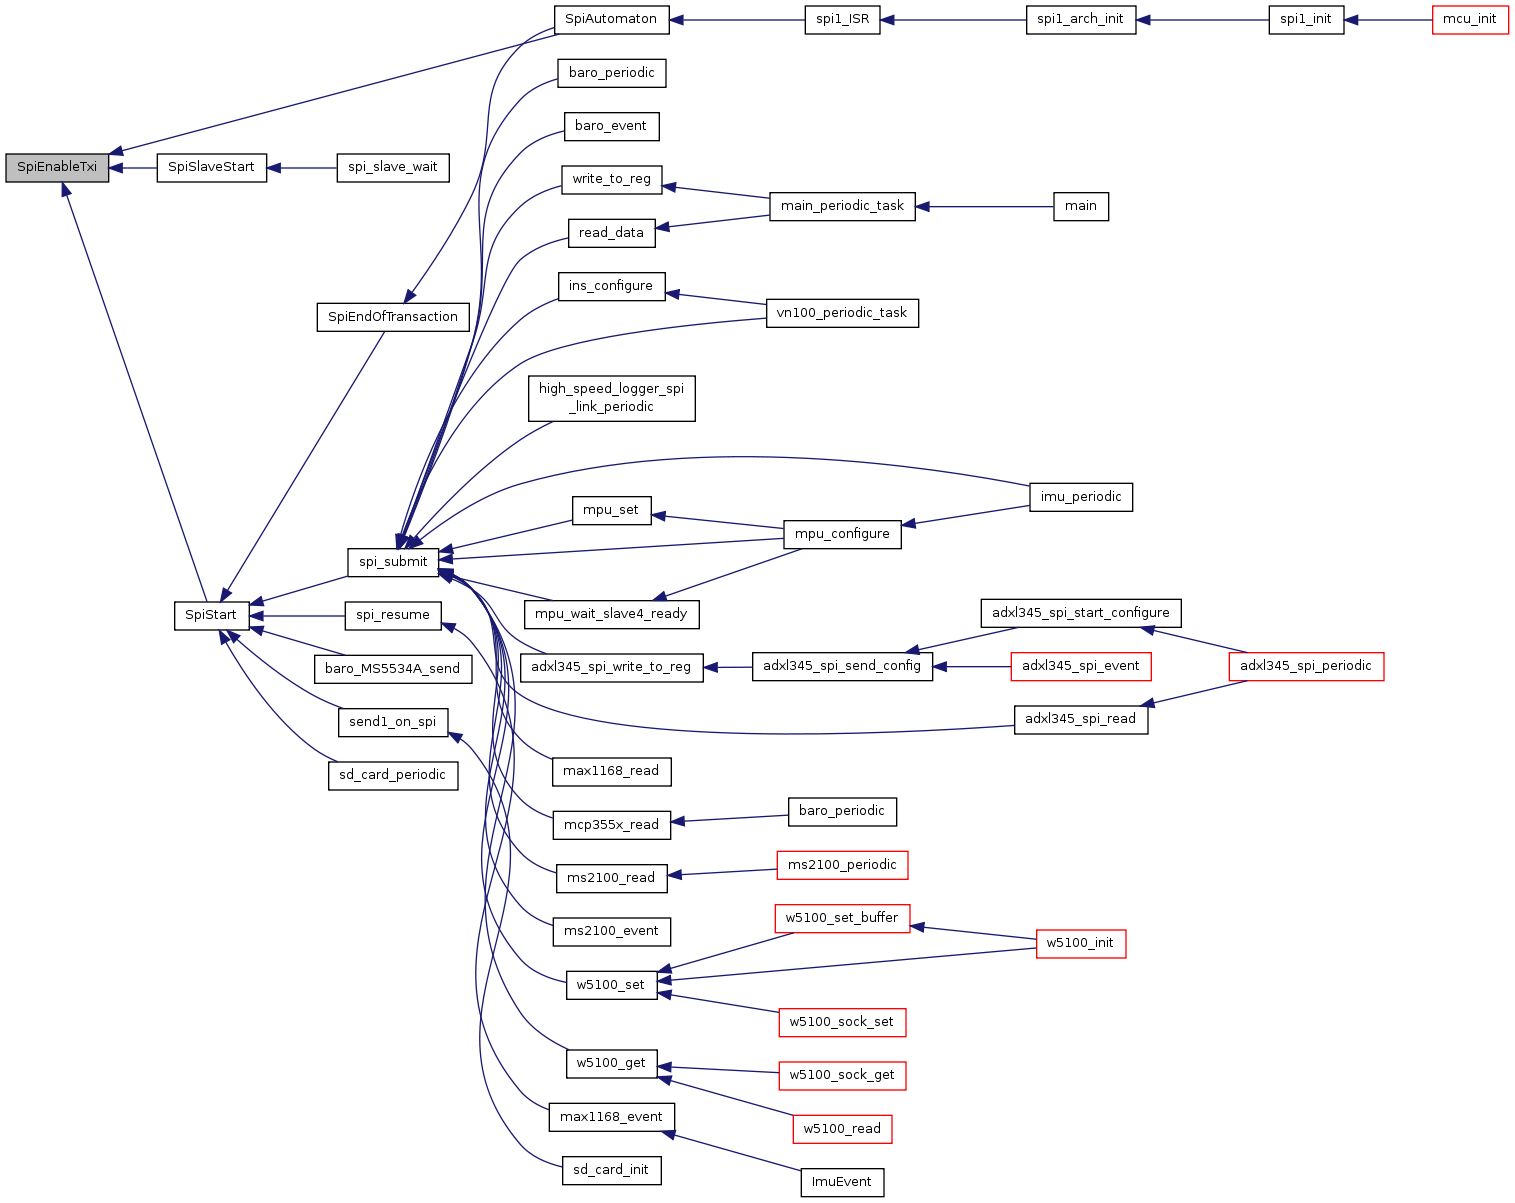 SpiAutomaton
spi1_ISR
spi1_arch_init
spi1_init
mcu_init
baro_periodic
baro_event
SpiEnableTxi
SpiSlaveStart
spi_slave_wait
write_to_reg
main_periodic_task
main
read_data
ins_configure
SpiEndOfTransaction
vn100_periodic_task
high_speed_logger_spi
_link_periodic
imu_periodic
mpu_set
mpu_configure
spi_submit
SpiStart
spi_resume
mpu_wait_slave4_ready
adxl345_spi_start_configure
baro_MS5534A_send
adxl345_spi_write_to_reg
adxl345_spi_send_config
adxl345_spi_event
adxl345_spi_periodic
send1_on_spi
adxl345_spi_read
sd_card_periodic
max1168_read
mcp355x_read
baro_periodic
ms2100_read
ms2100_periodic
ms2100_event
w5100_set_buffer
w5100_init
w5100_set
w5100_sock_set
w5100_get
w5100_sock_get
max1168_event
w5100_read
sd_card_init
ImuEvent